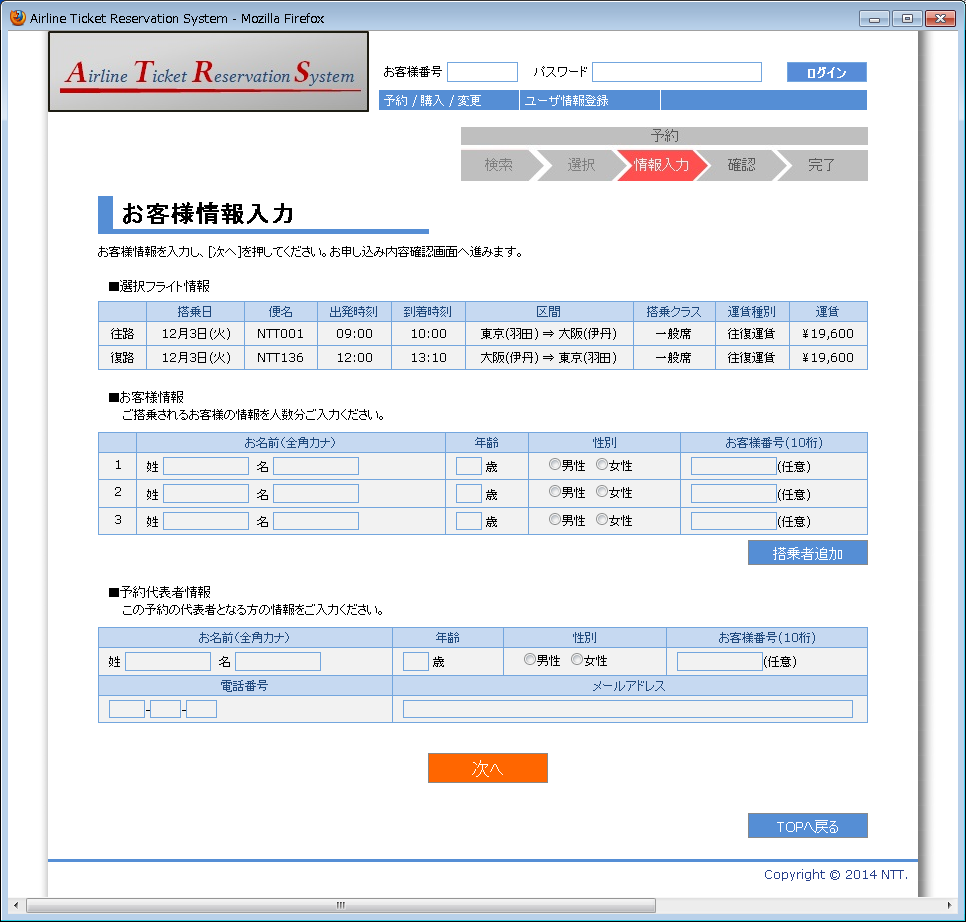 Airline Ticket Reservation System - Mozilla Firefox
Airline Ticket Reservation System
お客様番号 パスワード ログイン
予約 / 購入 / 変更 ユーザ情報登録
予約
検索 選択 情報入力 確認 完了
お客様情報入力
お客様情報を入力し、[次へ]を押してください。お申し込み内容確認画面へ進みます。
■選択フライト情報
搭乗日 便名 出発時刻 到着時刻 区間 搭乗クラス 運賃種別 運賃
往路 12月3日(火) NTT001 09:00 10:00 東京(羽田) ⇒ 大阪(伊丹) 一般席 往復運賃 ¥19,600
復路 12月3日(火) NTT136 12:00 13:10 大阪(伊丹) ⇒ 東京(羽田) 一般席 往復運賃 ¥19,600
■お客様情報
ご搭乗されるお客様の情報を人数分ご入力ください。
お名前(全角カナ) 年齢 性別 お客様番号(10桁)
1 姓 名 歳 男性 女性 (任意)
2 姓 名 歳 男性 女性 (任意)
3 姓 名 歳 男性 女性 (任意)
搭乗者追加
■予約代表者情報
この予約の代表者となる方の情報をご入力ください。
お名前(全角カナ) 年齢 性別 お客様番号(10桁)
姓 名 歳 男性 女性 (任意)
電話番号 メールアドレス
- -
次へ
TOPへ戻る
Copyright © 2014 NTT.